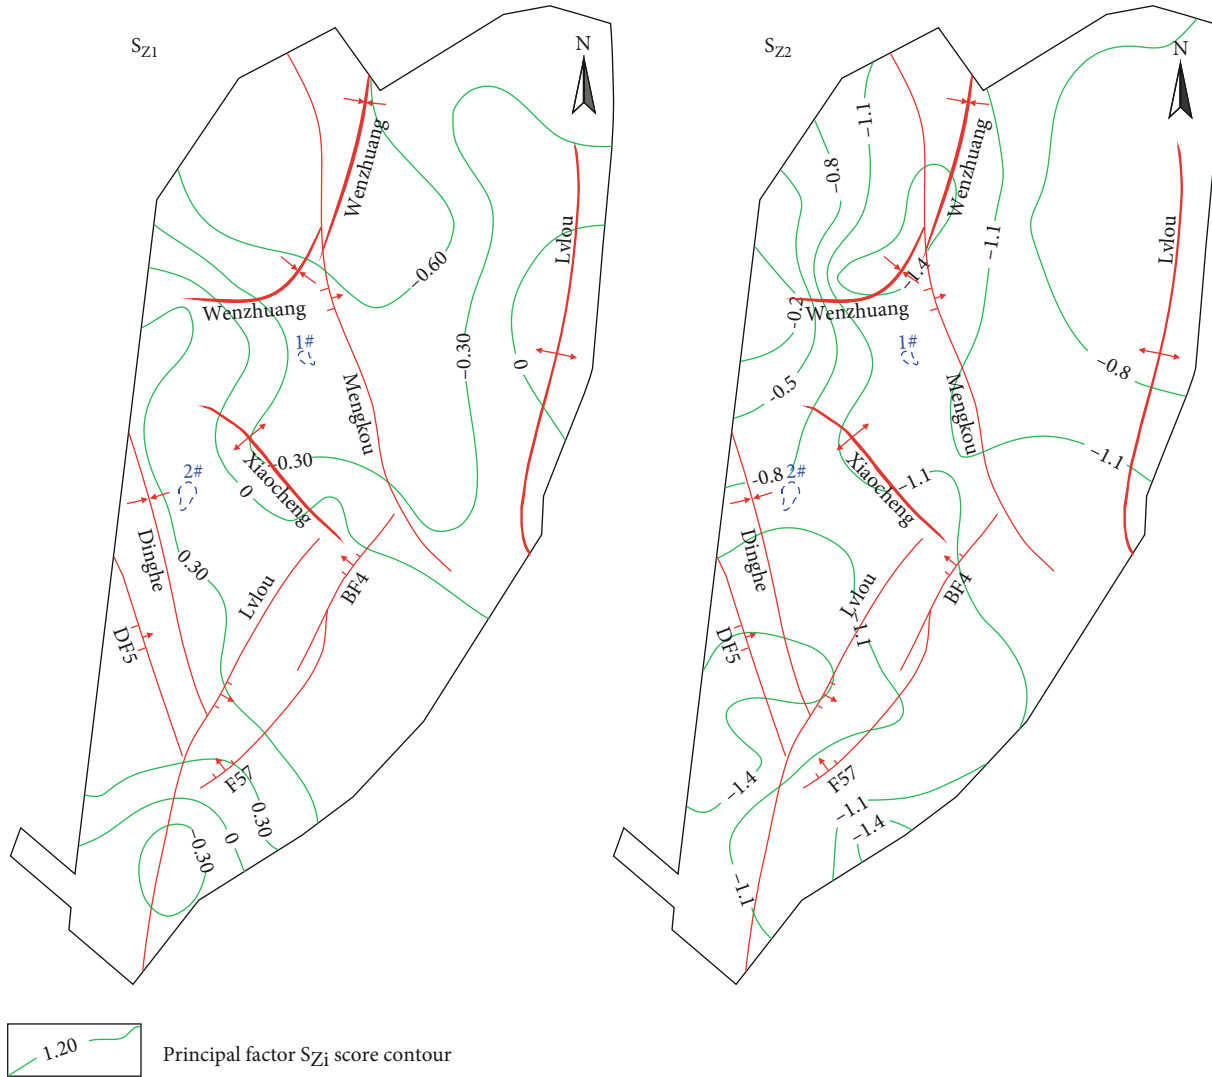 S_Z1
N
Wenzhuang
−0.60
Lvlou
Wenzhuang
1#
−0.30
0
Mengkou
Xiaocheng
−0.30
2#
0
Dinghe
0.30
Lvlou
BF4
DF5
F57
0.30
0
−0.30
S_Z2
N
−1.1
−0.8
Wenzhuang
−1.1
Lvlou
−1.4
−0.2
Wenzhuang
1#
−0.5
−0.8
Mengkou
−1.1
Xiaocheng
−1.1
−0.8
2#
Dinghe
Lvlou
−1.1
BF4
DF5
−1.4
F57
−1.1
−1.4
−1.1
1.20
Principal factor S_Zi score contour